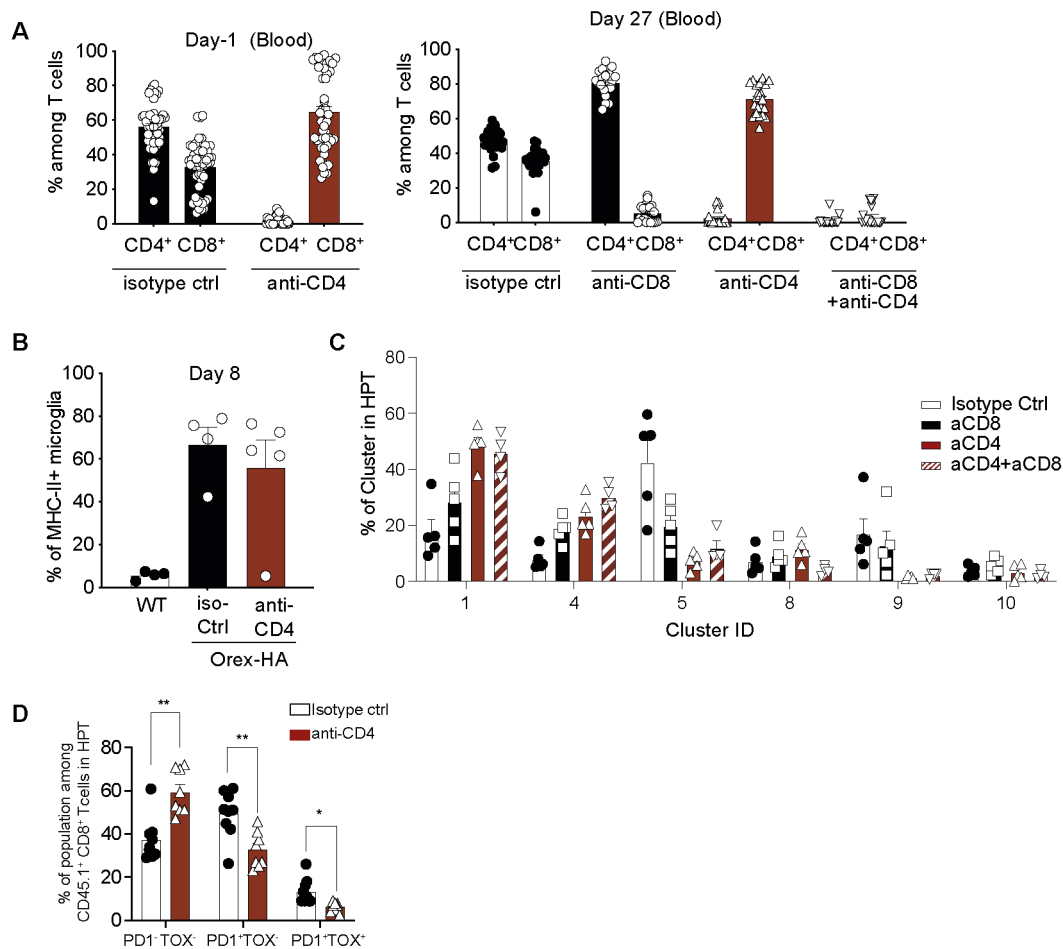 A
Day-1 (Blood)
% among T cells
100
80
60
40
20
0
CD4⁺ CD8⁺ CD4⁺ CD8⁺
isotype ctrl anti-CD4
Day 27 (Blood)
% among T cells
100
80
60
40
20
0
CD4⁺CD8⁺ CD4⁺CD8⁺ CD4⁺CD8⁺ CD4⁺CD8⁺
isotype ctrl anti-CD8 anti-CD4 anti-CD8
+anti-CD4
B
Day 8
% of MHC-II+ microglia
100
80
60
40
20
0
WT iso- anti-
Ctrl CD4
Orex-HA
C
% of Cluster in HPT
80
60
40
20
0
1 4 5 8 9 10
Cluster ID
Isotype Ctrl
aCD8
aCD4
aCD4+aCD8
D
% of population among
CD45.1⁺ CD8⁺ Tcells in HPT
80
60
40
20
0
** ** *
Isotype ctrl
anti-CD4
PD1⁻TOX⁻ PD1⁺TOX⁻ PD1⁺TOX⁺